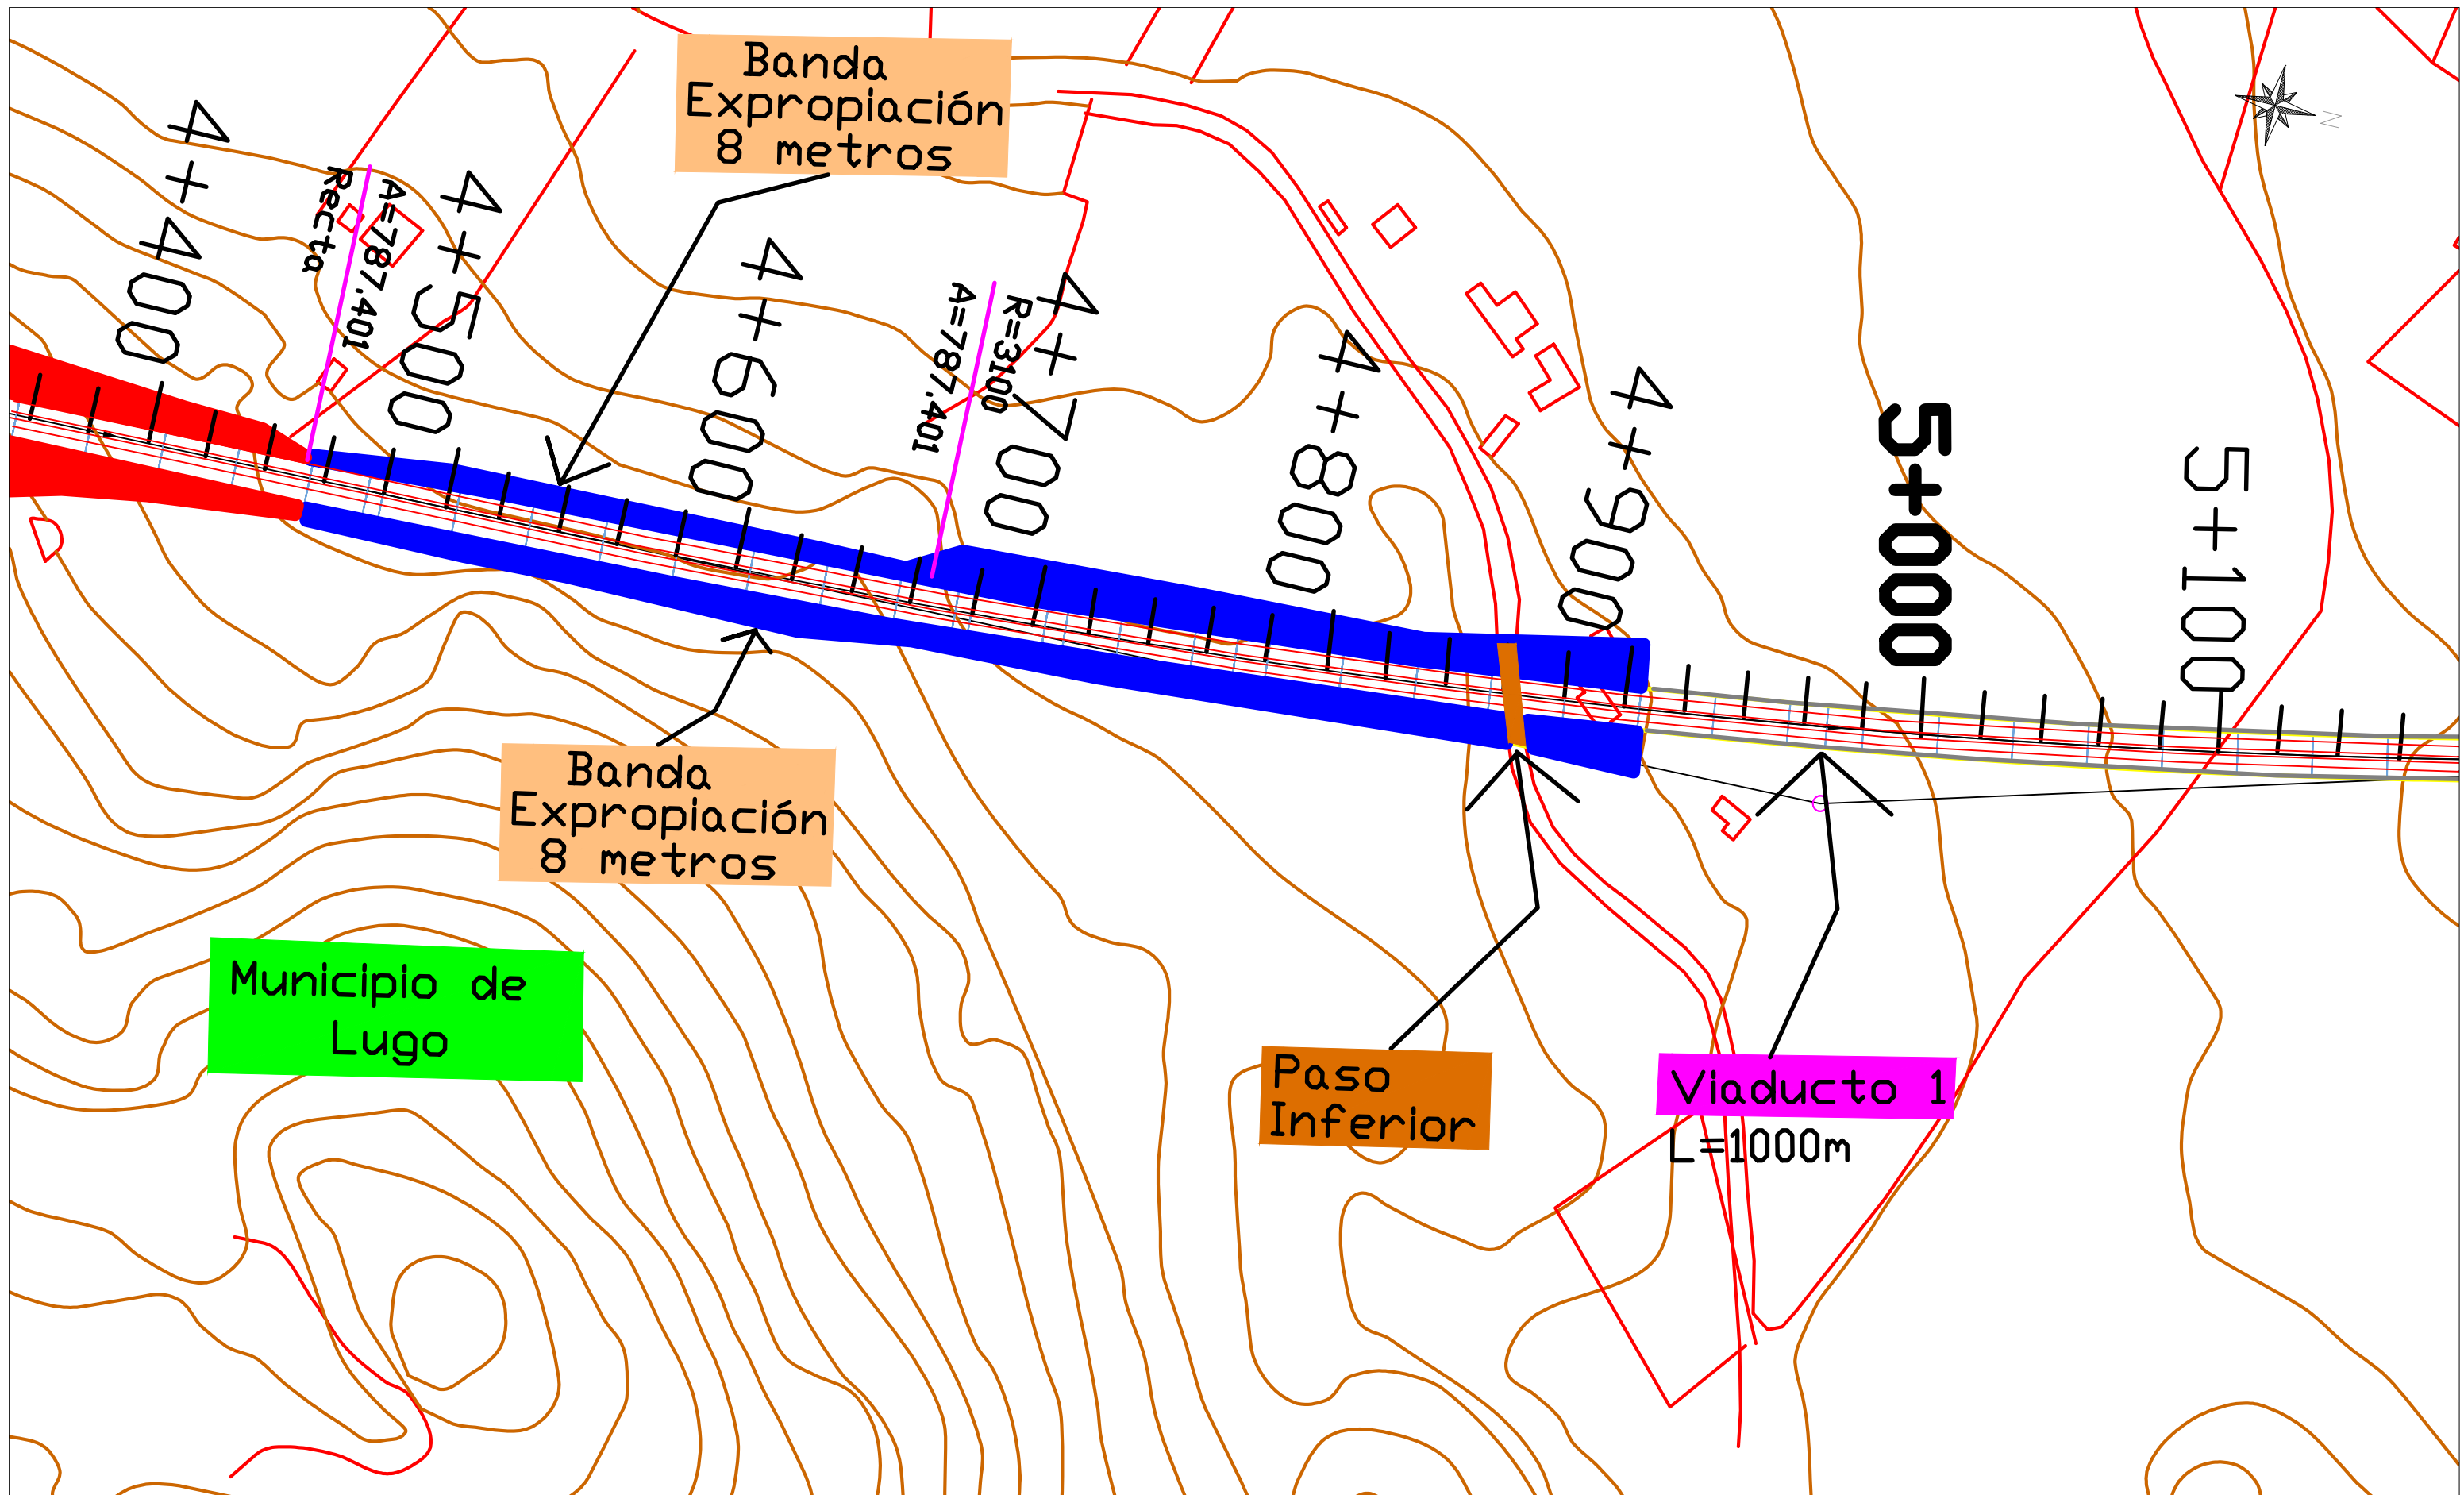 Banda
Expropiación
8 metros
4+400
Recta
A=787.401
4+500
4+600
A=787.401
R=3100
4+700
4+800
4+900
5+000
5+100
N
Banda
Expropiación
8 metros
Municipio de
Lugo
Paso
Inferior
Viaducto 1
L=1000m